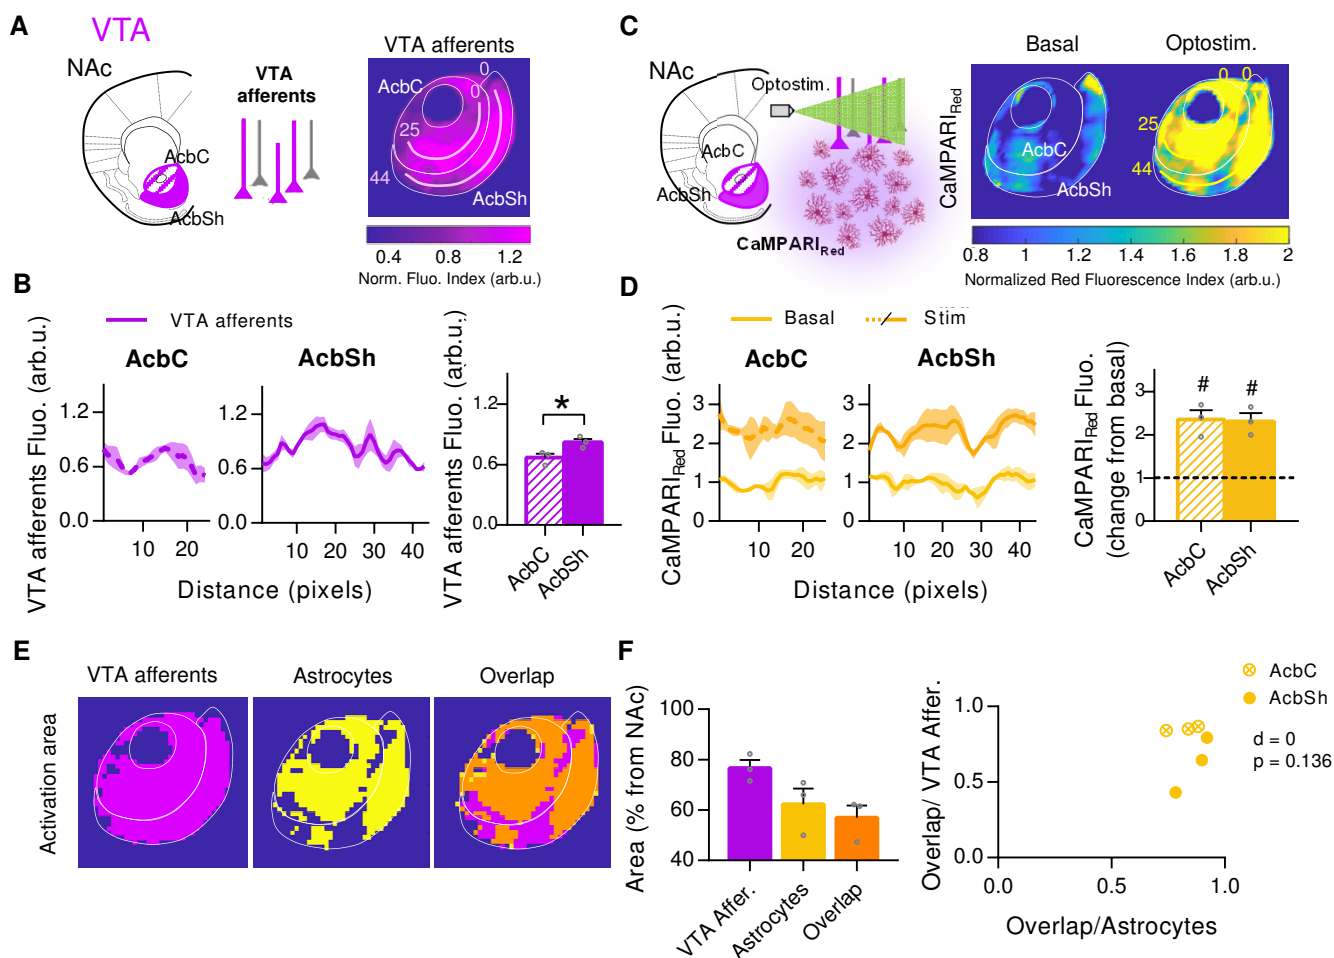 A
VTA
NAc
AcbC
AcbSh
VTA
afferents
VTA afferents
AcbC
0
0
25
44
AcbSh
0.4
0.8
1.2
Norm. Fluo. Index (arb.u.)
B
VTA afferents
VTA afferents Fluo. (arb.u.)
AcbC
1.2
0.6
0.0
10
20
AcbSh
1.2
0.6
0.0
10
20
30
40
Distance (pixels)
VTA afferents Fluo. (arb.u.)
1.2
0.6
0.0
*
AcbC
AcbSh
C
NAc
Optostim.
AcbC
AcbSh
CaMPARIRed
CaMPARIRed
Basal
AcbC
AcbSh
Optostim.
0
0
25
44
0.8
1
1.2
1.4
1.6
1.8
2
Normalized Red Fluorescence Index (arb.u.)
D
Basal
Stim
CaMPARIRed Fluo. (arb.u.)
AcbC
3
2
1
0
10
20
AcbSh
3
2
1
0
10
20
30
40
Distance (pixels)
CaMPARIRed Fluo.
(change from basal)
3
2
1
0
#
#
AcbC
AcbSh
E
Activation area
VTA afferents
Astrocytes
Overlap
F
Area (% from NAc)
100
80
60
40
VTA Affer.
Astrocytes
Overlap
Overlap/ VTA Affer.
1.0
0.5
0.0
0.0
0.5
1.0
Overlap/Astrocytes
AcbC
AcbSh
d = 0
p = 0.136